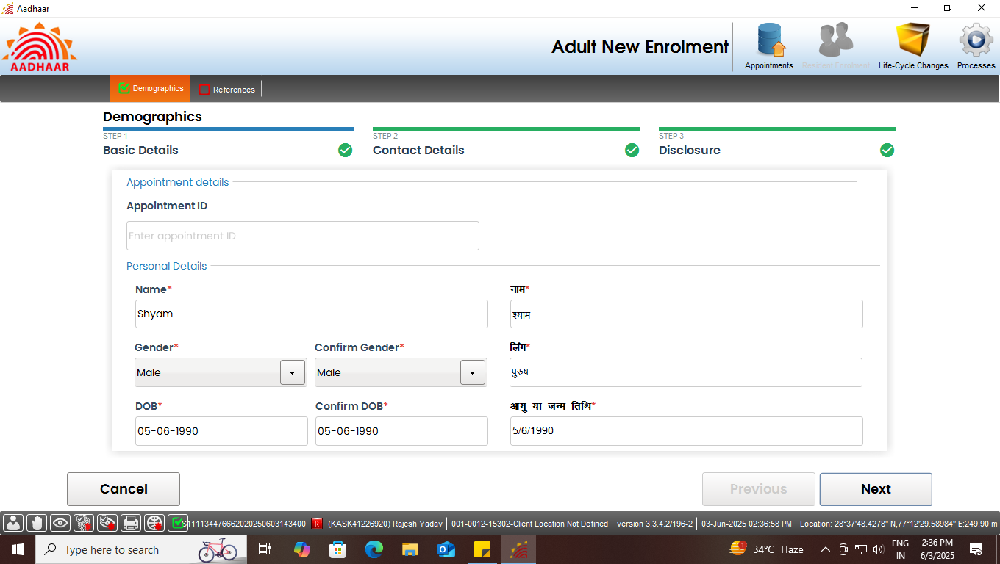 Aadhaar
AADHAAR
Adult New Enrolment
Appointments
Resident Enrolment
Life-Cycle Changes
Processes
Demographics
References
Demographics
STEP 1
Basic Details
STEP 2
Contact Details
STEP 3
Disclosure
Appointment details
Appointment ID
Enter appointment ID
Personal Details
Name*
नाम*
Shyam
श्याम
Gender*
Confirm Gender*
लिंग*
Male
Male
पुरुष
DOB*
Confirm DOB*
आयु या जन्म तिथि*
05-06-1990
05-06-1990
5/6/1990
Cancel
Previous
Next
R (KASK41226920) Rajesh Yadav
001-0012-15302-Client Location Not Defined
version 3.3.4.2/196-2
03-Jun-2025 02:36:58 PM
Location: 28°37'48.4278" N,77°12'29.58984" E:249.90 m
Type here to search
1
34°C Haze
ENG
IN
2:36 PM
6/3/2025